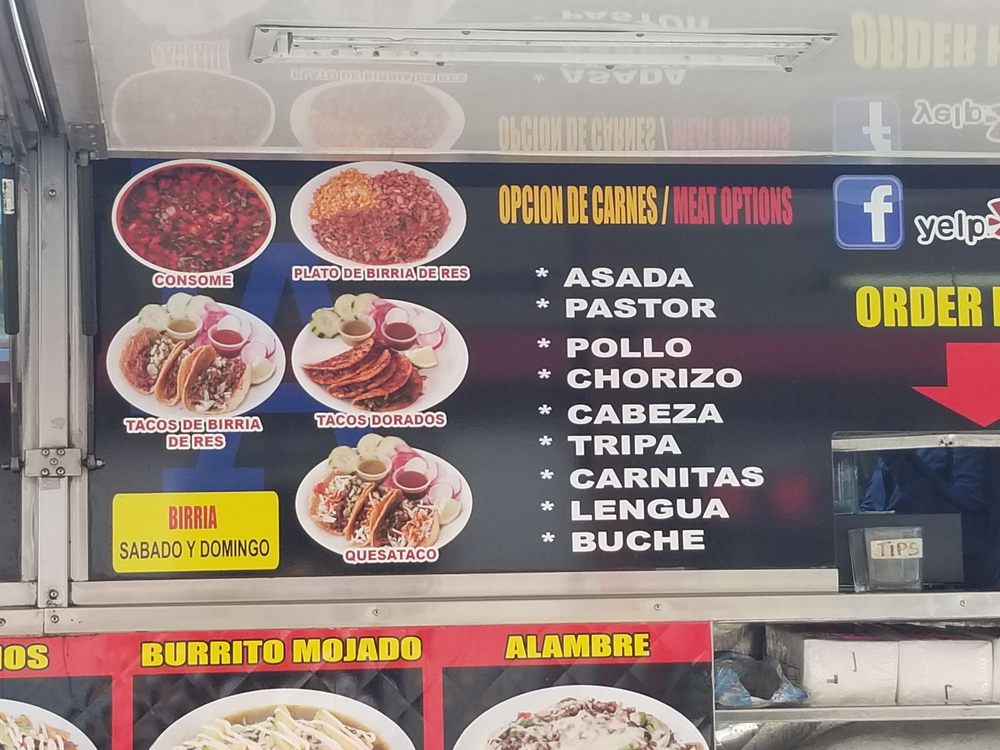 OPCION DE CARNES / MEAT OPTIONS
f
yelp
ORDER
CONSOME
PLATO DE BIRRIA DE RES
TACOS DE BIRRIA
DE RES
TACOS DORADOS
QUESATACO
BIRRIA
SABADO Y DOMINGO
* ASADA
* PASTOR
* POLLO
* CHORIZO
* CABEZA
* TRIPA
* CARNITAS
* LENGUA
* BUCHE
TIPS
BURRITO MOJADO
ALAMBRE